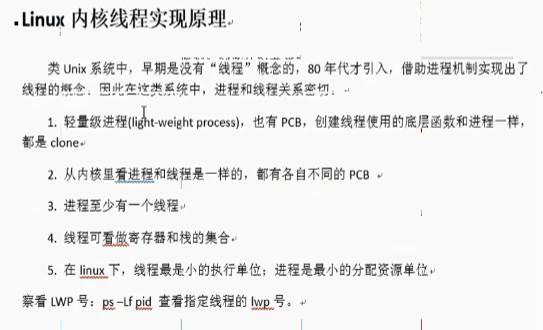 Linux 内核线程实现原理
类 Unix 系统中，早期是没有“线程”概念的，80 年代才引入，借助进程机制实现出了
线程的概念。因此在这类系统中，进程和线程关系密切。
1. 轻量级进程(light-weight process)，也有 PCB，创建线程使用的底层函数和进程一样，
都是 clone
2. 从内核里看进程和线程是一样的，都有各自不同的 PCB
3. 进程至少有一个线程
4. 线程可看做寄存器和栈的集合
5. 在 linux 下，线程最是小的执行单位；进程是最小的分配资源单位
察看 LWP 号：ps –Lf pid 查看指定线程的 lwp 号。